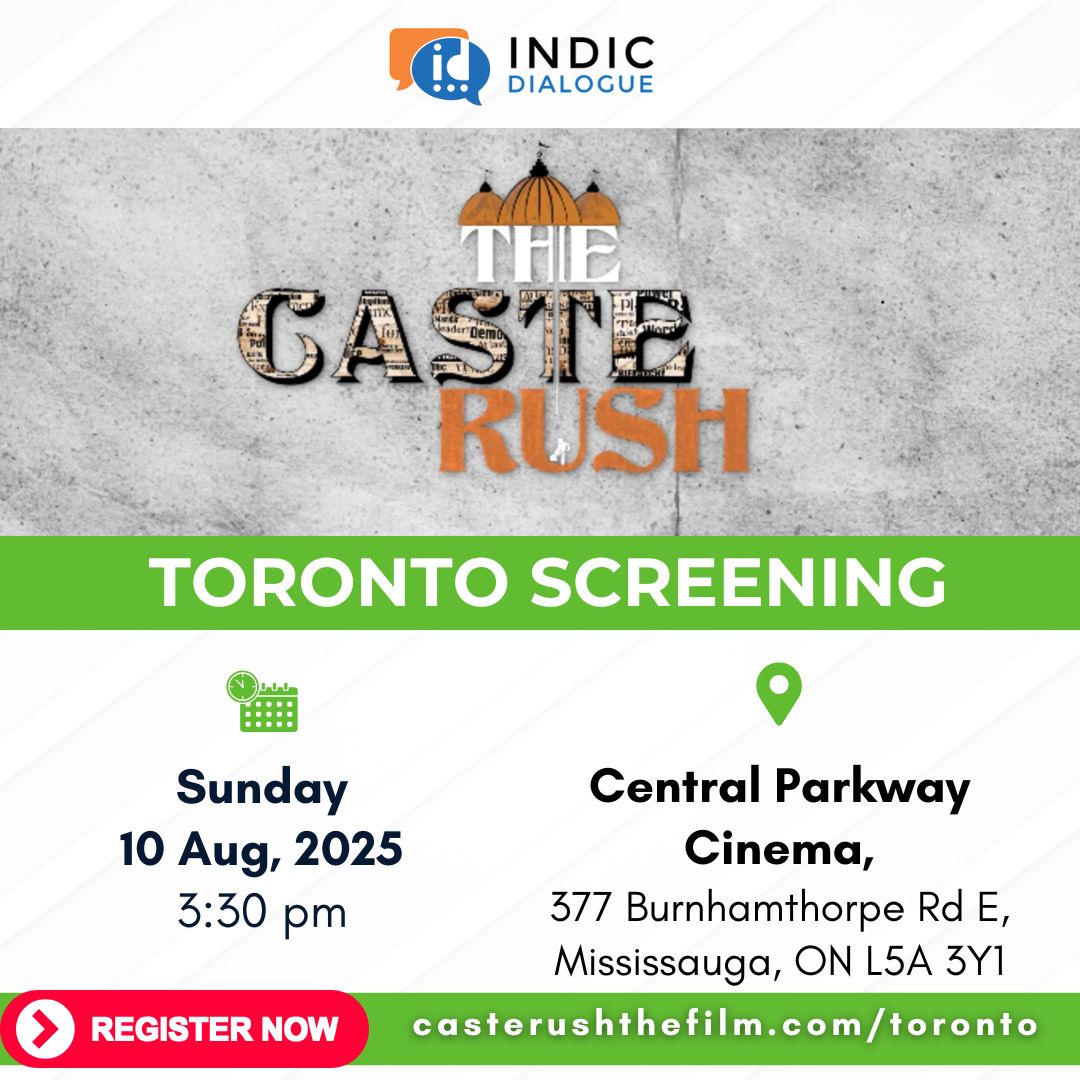 id
INDIC
DIALOGUE
THE
CASTE
RUSH
TORONTO SCREENING
Sunday
10 Aug, 2025
3:30 pm
Central Parkway
Cinema,
377 Burnhamthorpe Rd E,
Mississauga, ON L5A 3Y1
REGISTER NOW
casterushthefilm.com/toronto